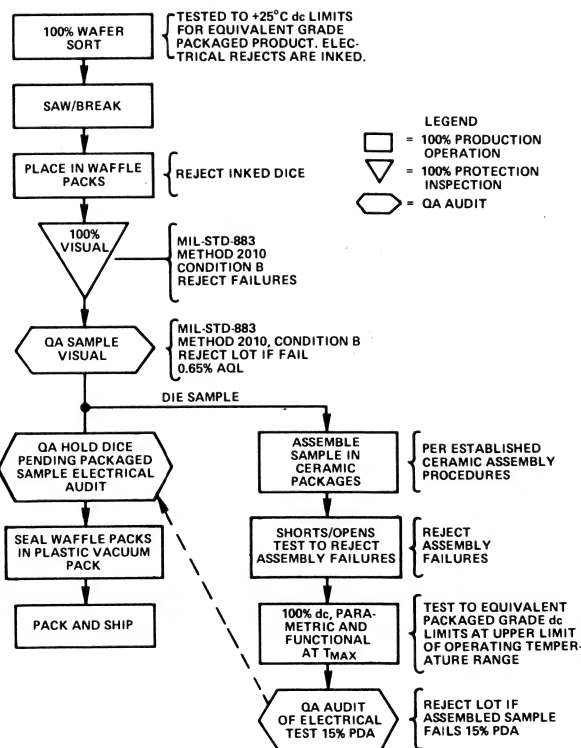 100% WAFER
SORT
TESTED TO +25°C dc LIMITS
FOR EQUIVALENT GRADE
PACKAGED PRODUCT. ELEC-
TRICAL REJECTS ARE INKED.
SAW/BREAK
LEGEND
= 100% PRODUCTION
OPERATION
= 100% PROTECTION
INSPECTION
= QA AUDIT
PLACE IN WAFFLE
PACKS
REJECT INKED DICE
100%
VISUAL
MIL-STD-883
METHOD 2010
CONDITION B
REJECT FAILURES
QA SAMPLE
VISUAL
MIL-STD-883
METHOD 2010, CONDITION B
REJECT LOT IF FAIL
0.65% AQL
DIE SAMPLE
QA HOLD DICE
PENDING PACKAGED
SAMPLE ELECTRICAL
AUDIT
ASSEMBLE
SAMPLE IN
CERAMIC
PACKAGES
PER ESTABLISHED
CERAMIC ASSEMBLY
PROCEDURES
SEAL WAFFLE PACKS
IN PLASTIC VACUUM
PACK
SHORTS/OPENS
TEST TO REJECT
ASSEMBLY FAILURES
REJECT
ASSEMBLY
FAILURES
PACK AND SHIP
100% dc, PARA-
METRIC AND
FUNCTIONAL
AT TMAX
TEST TO EQUIVALENT
PACKAGED GRADE dc
LIMITS AT UPPER LIMIT
OF OPERATING TEMPER-
ATURE RANGE
QA AUDIT
OF ELECTRICAL
TEST 15% PDA
REJECT LOT IF
ASSEMBLED SAMPLE
FAILS 15% PDA